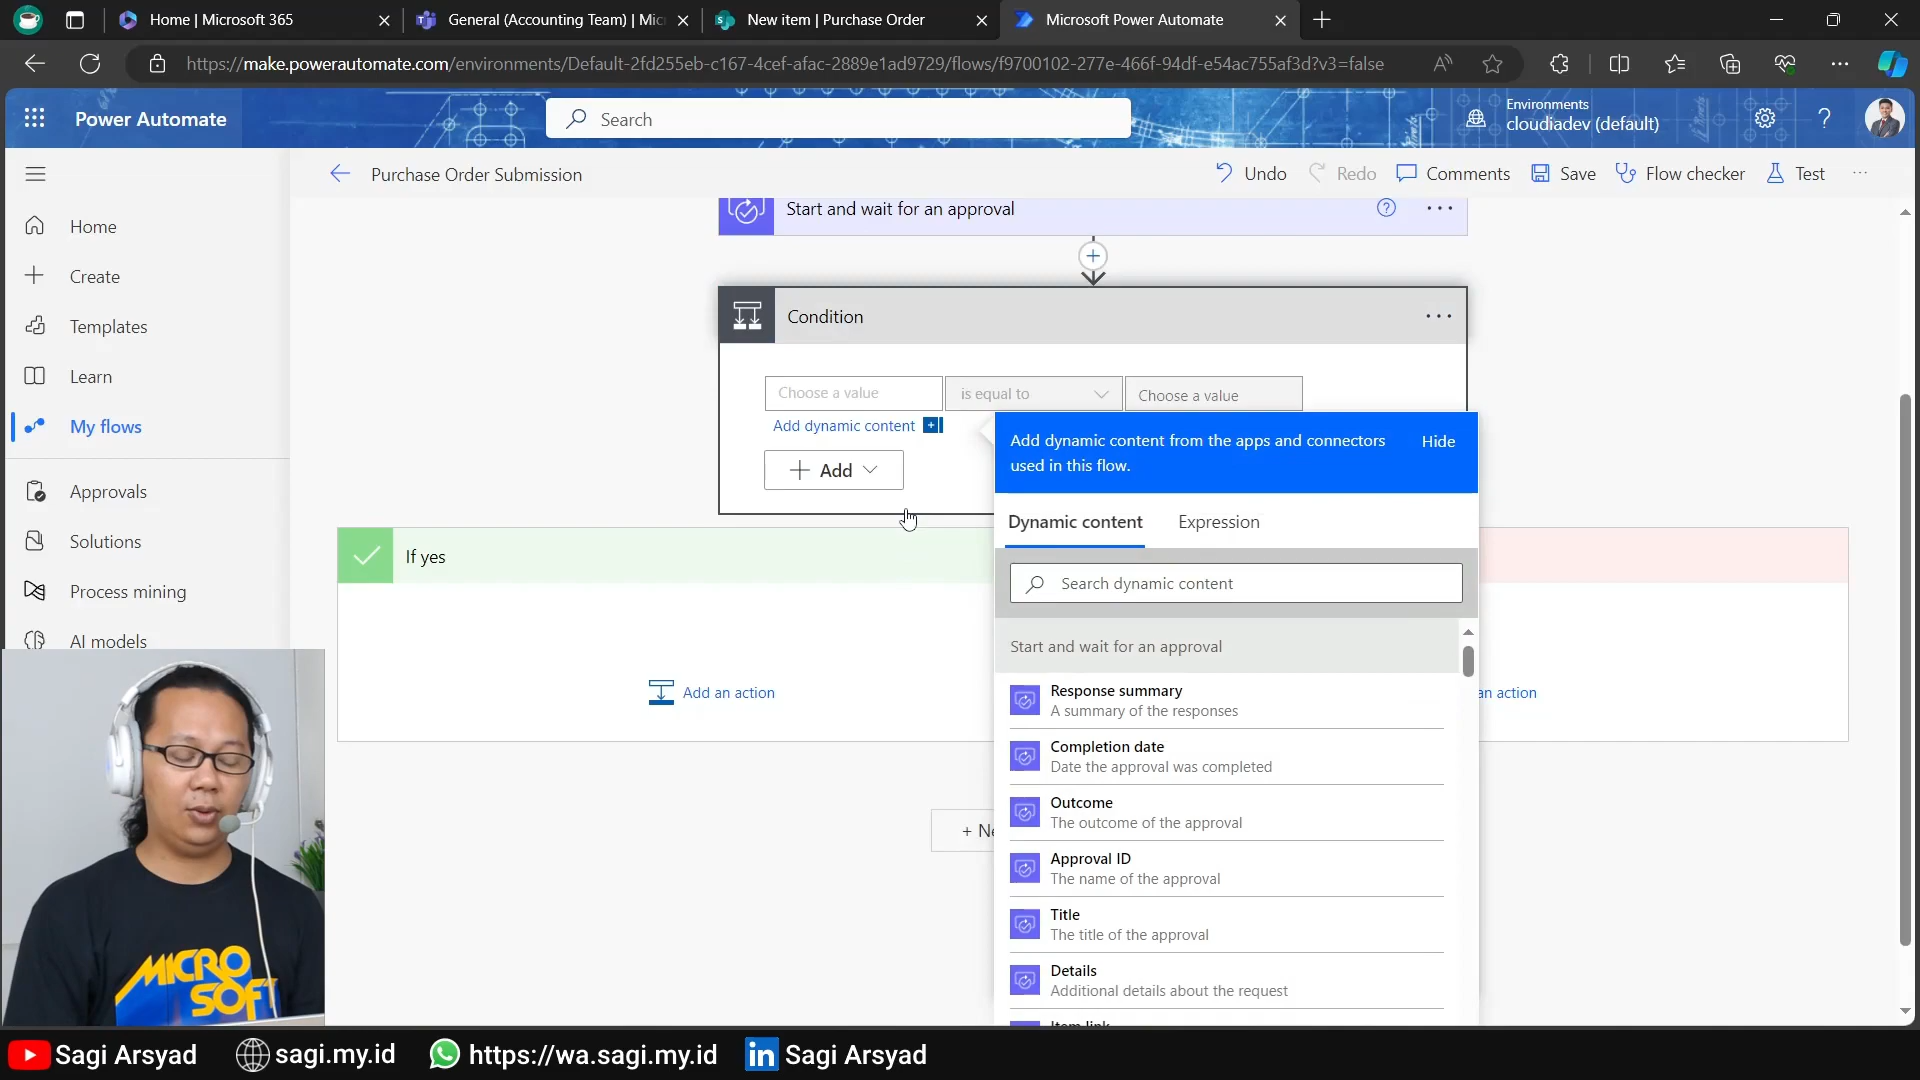 Home | Microsoft 365
General (Accounting Team) | Mic
New item | Purchase Order
Microsoft Power Automate
https://make.powerautomate.com/environments/Default-2fd255eb-c167-4cef-afac-2889e1ad9729/flows/f9700102-277e-466f-94df-e54ac755af3d?v3=false
Power Automate
Search
Environments
cloudiadev (default)
Purchase Order Submission
Undo
Redo
Comments
Save
Flow checker
Test
Home
Create
Templates
Learn
My flows
Approvals
Solutions
Process mining
AI models
Start and wait for an approval
Condition
Choose a value
is equal to
Choose a value
Add dynamic content
Add
If yes
Add an action
an action
+ Ne
Add dynamic content from the apps and connectors
used in this flow.
Hide
Dynamic content
Expression
Search dynamic content
Start and wait for an approval
Response summary
A summary of the responses
Completion date
Date the approval was completed
Outcome
The outcome of the approval
Approval ID
The name of the approval
Title
The title of the approval
Details
Additional details about the request
Item link
MICRO
SOFT
Sagi Arsyad
sagi.my.id
https://wa.sagi.my.id
in Sagi Arsyad